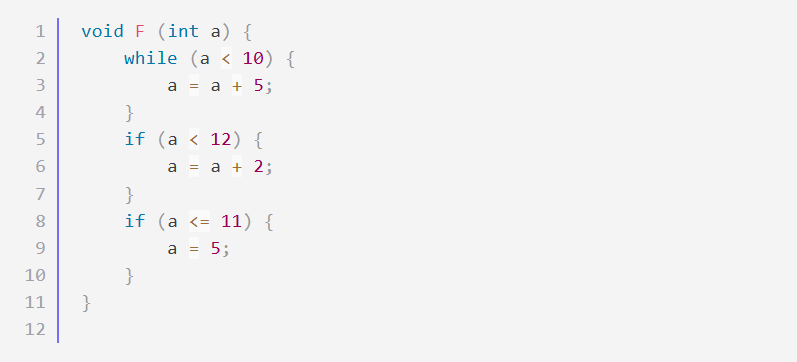 1 void F (int a) {
2     while (a < 10) {
3         a = a + 5;
4     }
5     if (a < 12) {
6         a = a + 2;
7     }
8     if (a <= 11) {
9         a = 5;
10     }
11 }
12